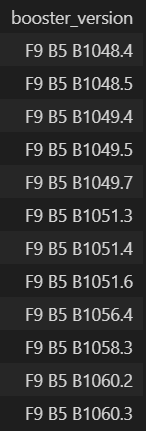 booster_version
F9 B5 B1048.4
F9 B5 B1048.5
F9 B5 B1049.4
F9 B5 B1049.5
F9 B5 B1049.7
F9 B5 B1051.3
F9 B5 B1051.4
F9 B5 B1051.6
F9 B5 B1056.4
F9 B5 B1058.3
F9 B5 B1060.2
F9 B5 B1060.3